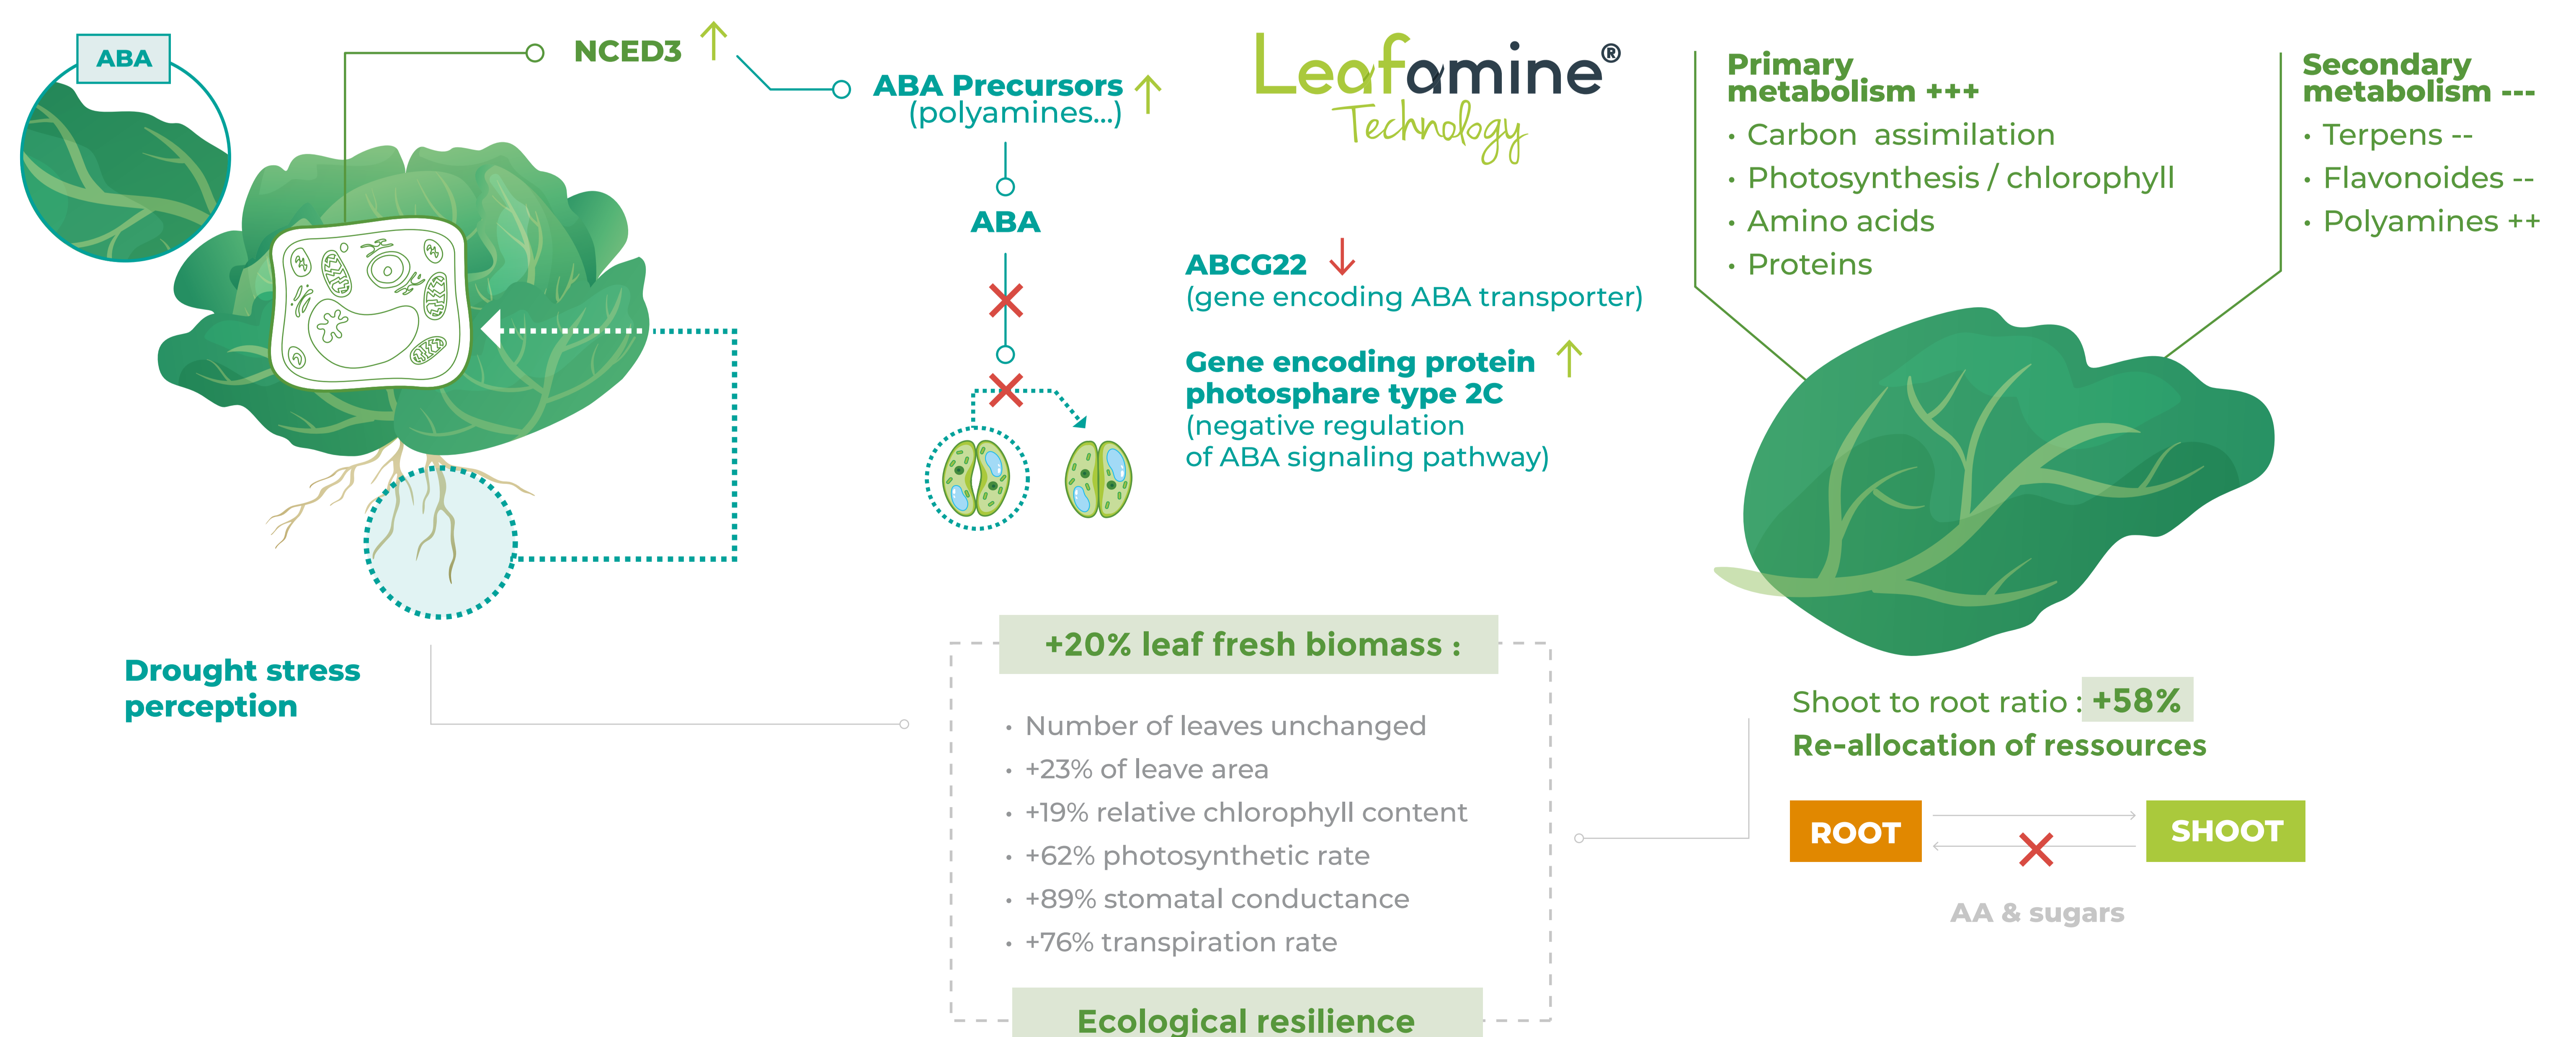 ABA
NCED3
ABA Precursors
(polyamines...)
ABA
Leafamine®
Technology
ABCG22
(gene encoding ABA transporter)
Gene encoding protein
photosphare type 2C
(negative regulation
of ABA signaling pathway)
Primary
metabolism +++
• Carbon assimilation
• Photosynthesis / chlorophyll
• Amino acids
• Proteins
Secondary
metabolism ---
• Terpens --
• Flavonoides --
• Polyamines ++
Drought stress
perception
+20% leaf fresh biomass :
• Number of leaves unchanged
• +23% of leave area
• +19% relative chlorophyll content
• +62% photosynthetic rate
• +89% stomatal conductance
• +76% transpiration rate
Ecological resilience
Shoot to root ratio : +58%
Re-allocation of ressources
ROOT
SHOOT
AA & sugars